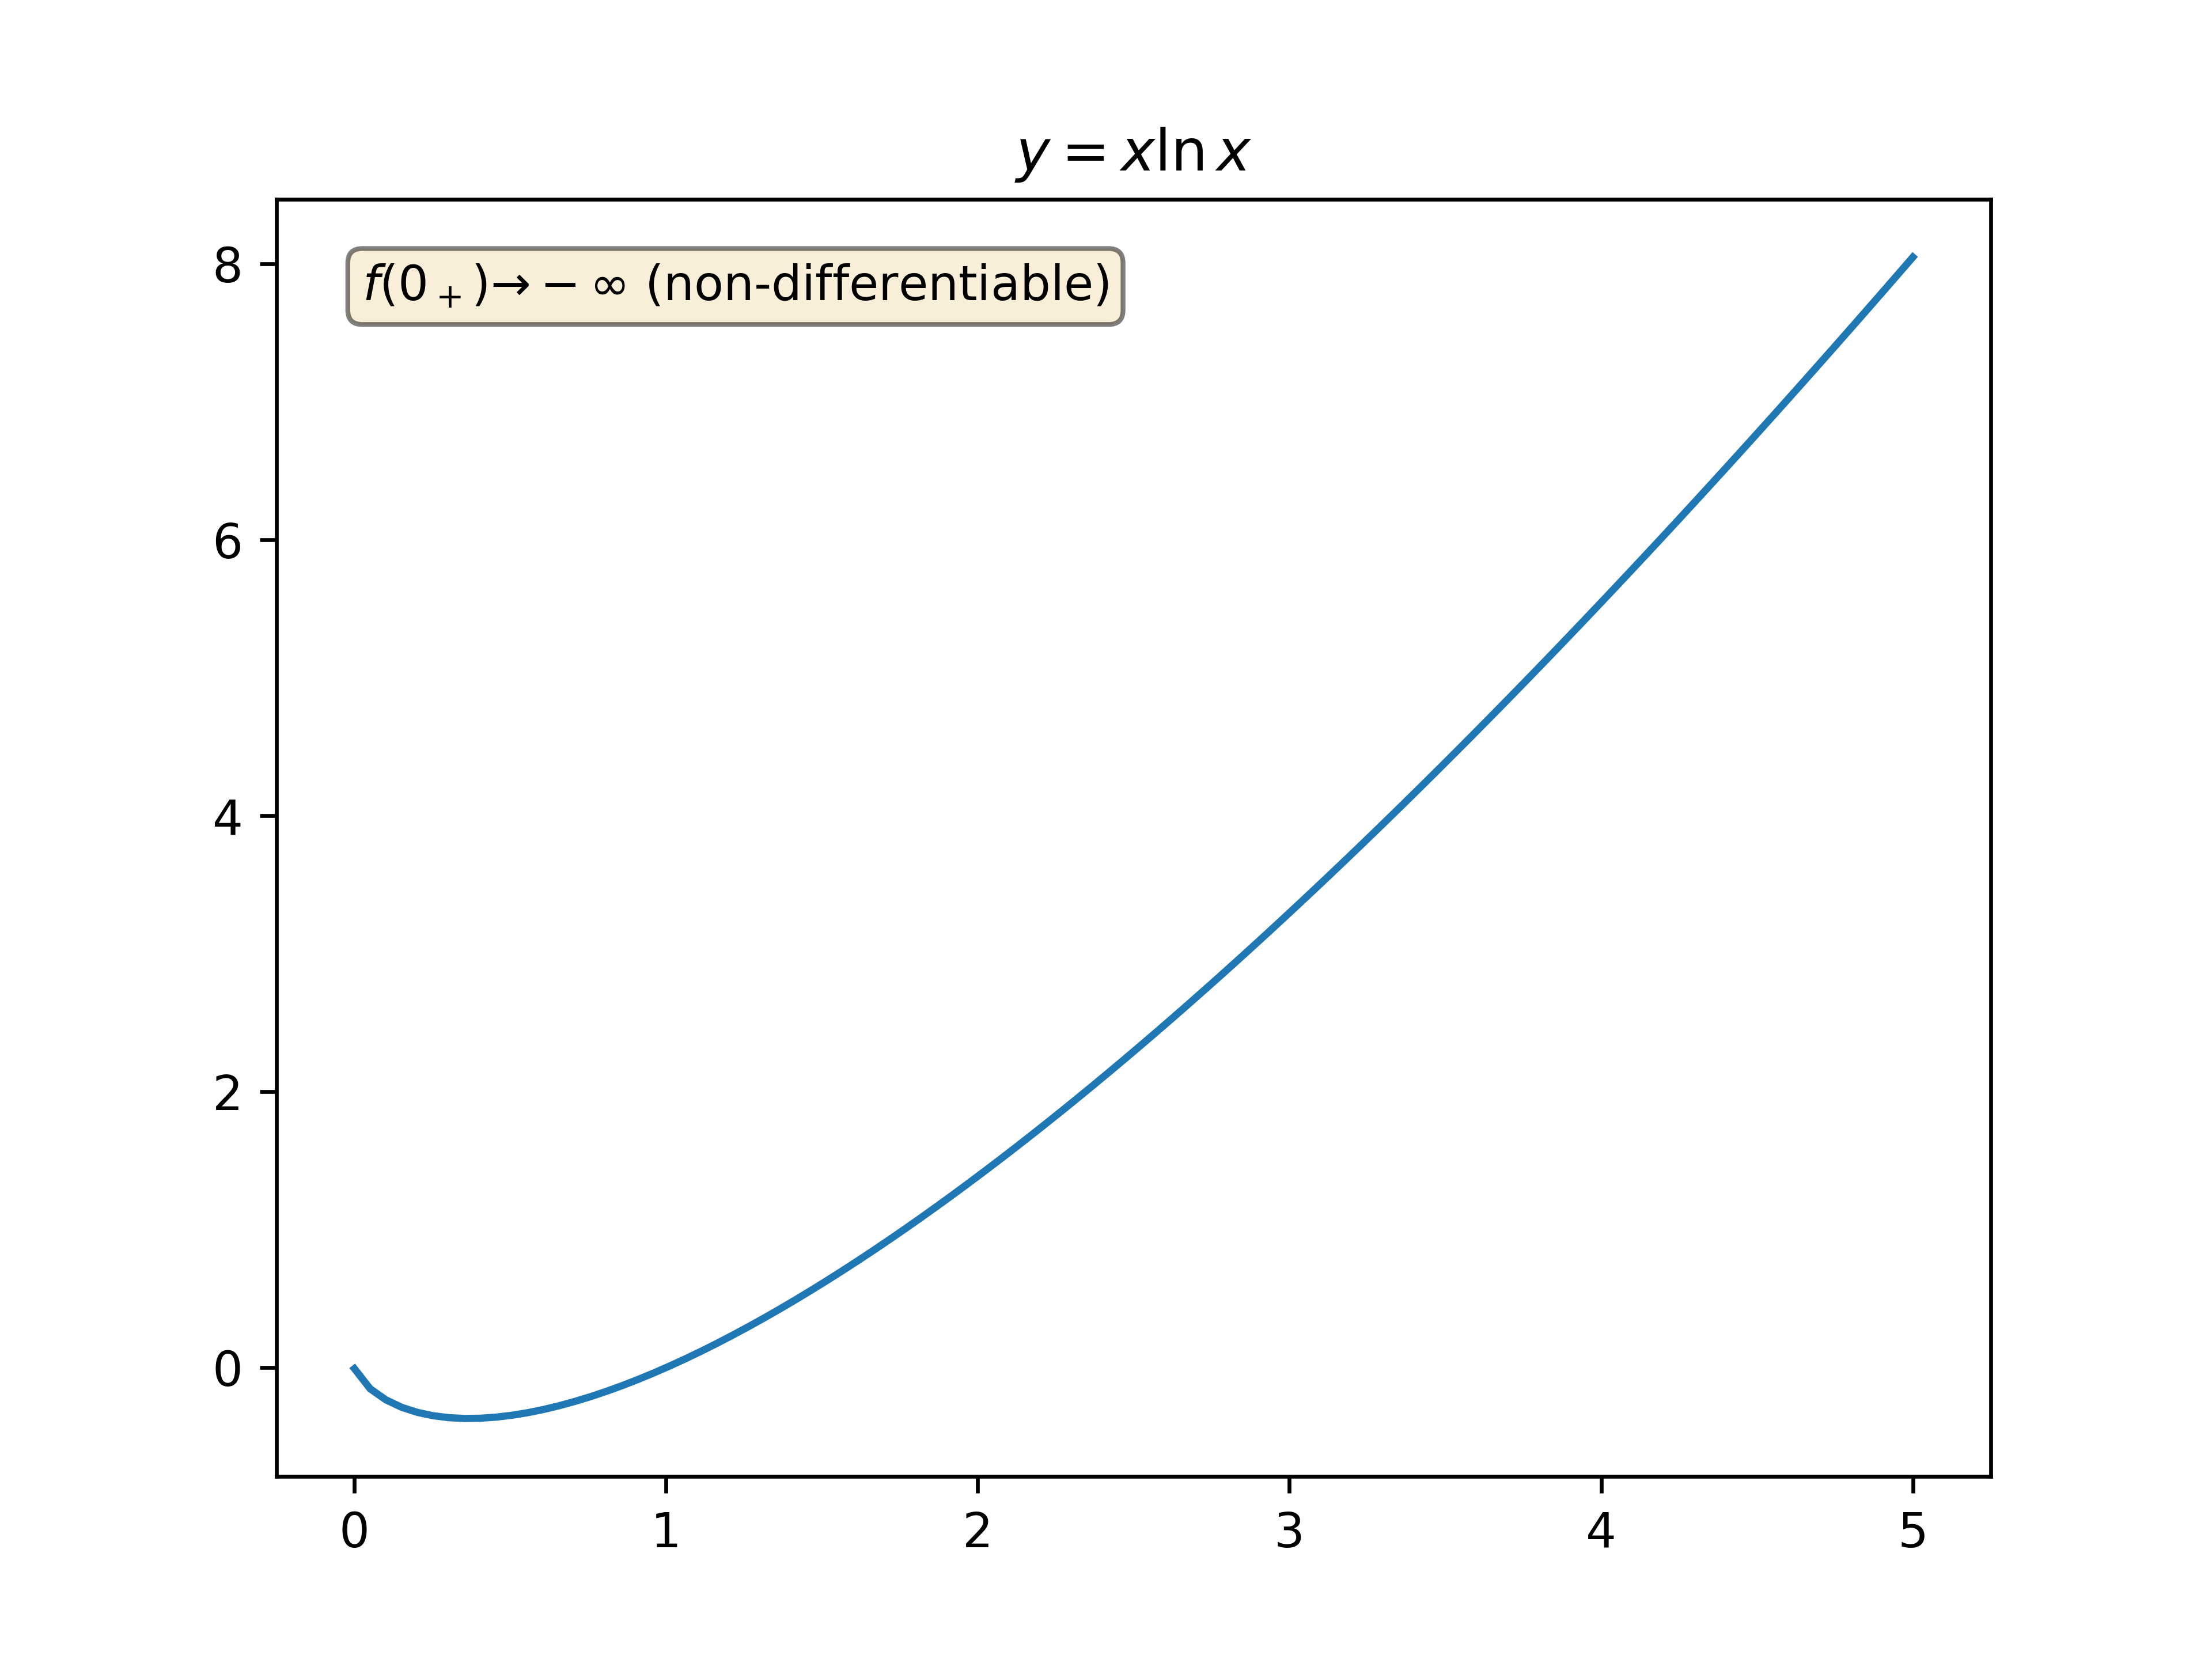 y = x ln x
f(0₊)→ − ∞ (non-differentiable)
8
6
4
2
0
0 1 2 3 4 5